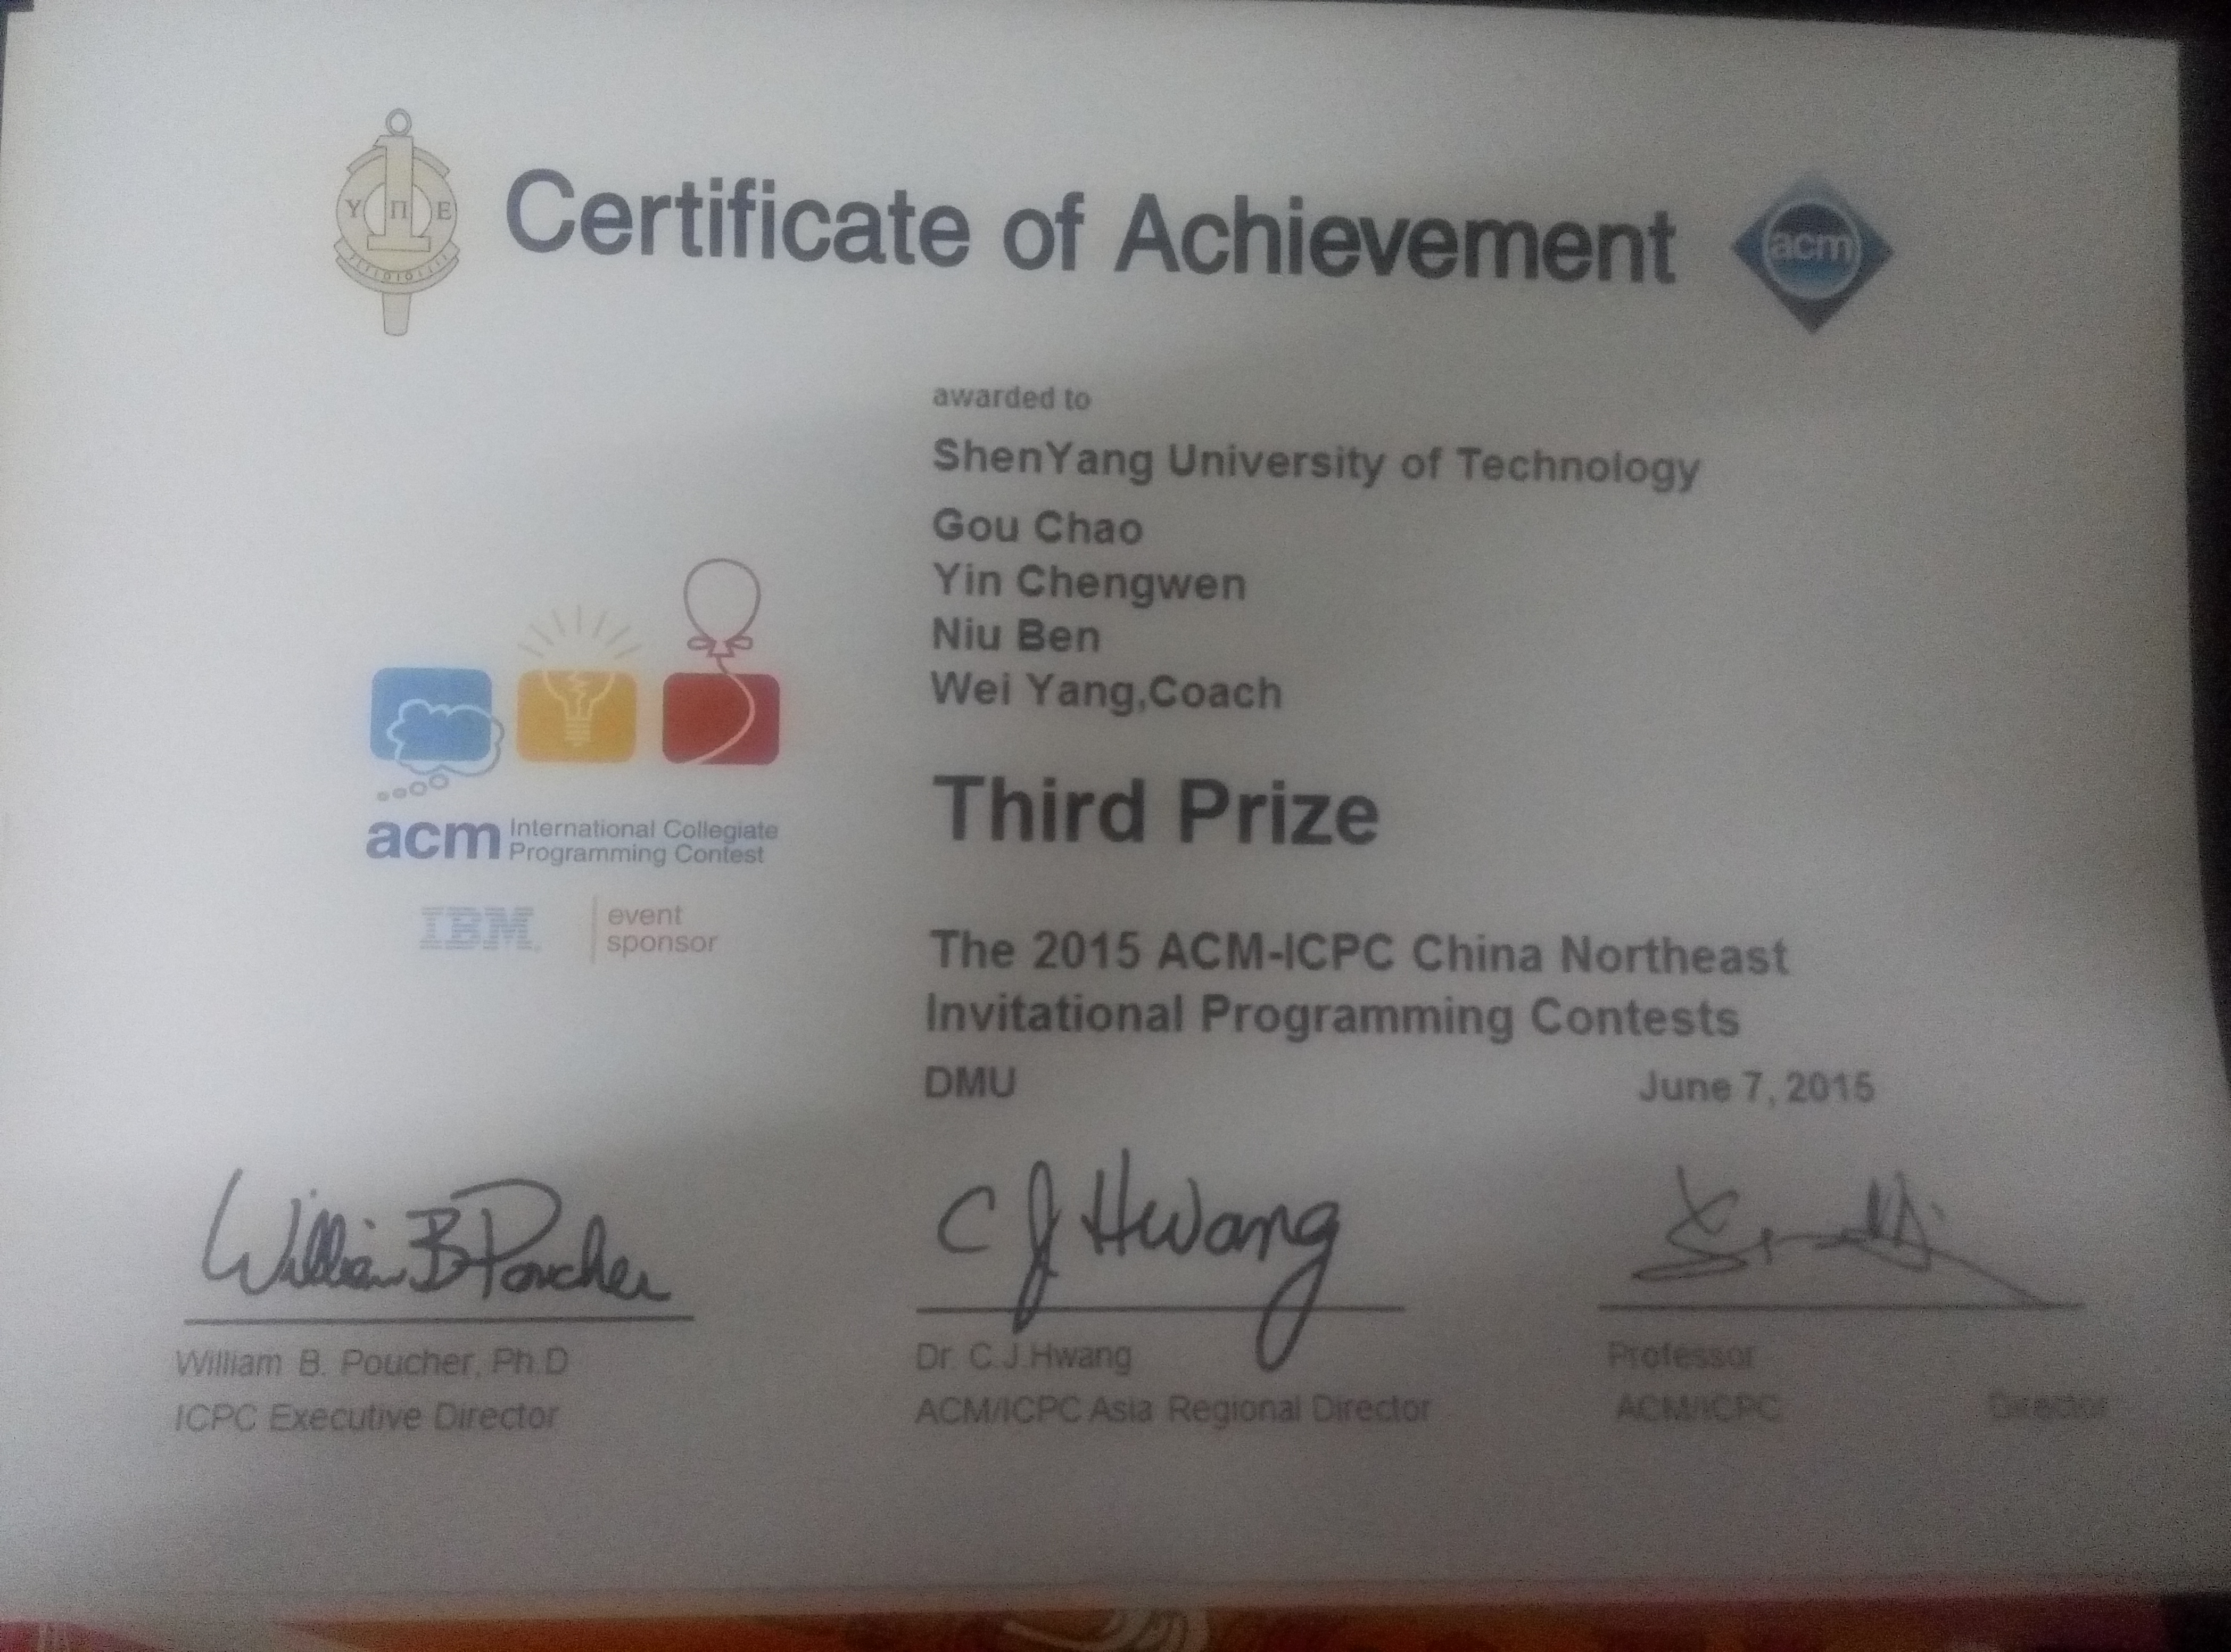 Υ Π Ε
Certificate of Achievement
acm
awarded to
ShenYang University of Technology
Gou Chao
Yin Chengwen
Niu Ben
Wei Yang,Coach
Third Prize
acm International Collegiate
Programming Contest
IBM event
sponsor
The 2015 ACM-ICPC China Northeast
Invitational Programming Contests
DMU June 7, 2015
William B Poucher
C J Hwang
William B. Poucher, Ph.D
ICPC Executive Director
Dr. C.J.Hwang
ACM/ICPC Asia Regional Director
Professor
ACM/ICPC Director